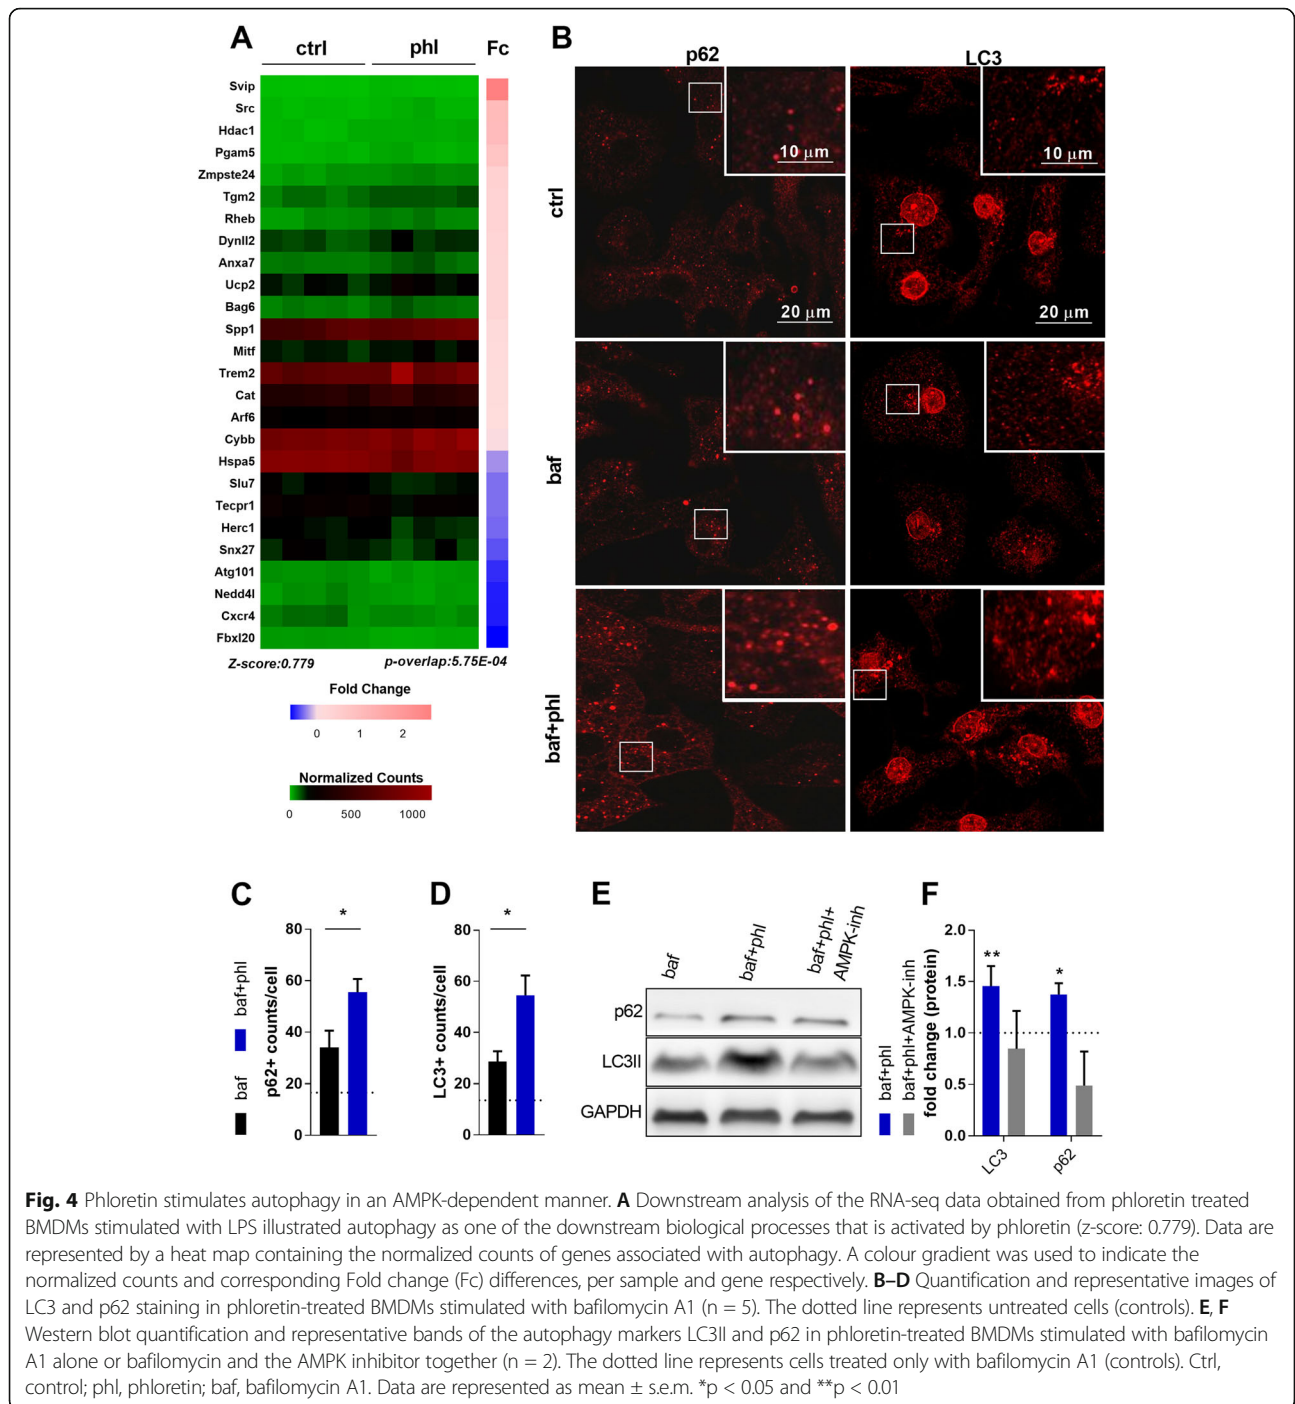 A
ctrl
phl
Fc
Svip
Src
Hdac1
Pgam5
Zmpste24
Tgm2
Rheb
Dynll2
Anxa7
Ucp2
Bag6
Spp1
Mitf
Trem2
Cat
Arf6
Cybb
Hspa5
Slu7
Tecpr1
Herc1
Snx27
Atg101
Nedd4l
Cxcr4
Fbxl20
Z-score:0.779
p-overlap:5.75E-04
Fold Change
0 1 2
Normalized Counts
0 500 1000
B
p62
LC3
ctrl
10 µm
10 µm
20 µm
20 µm
baf
baf+phl
C
baf
baf+phl
p62+ counts/cell
80
60
40
20
0
*
D
LC3+ counts/cell
80
60
40
20
0
*
E
baf
baf+phl
baf+phl+
AMPK-inh
p62
LC3II
GAPDH
F
baf+phl
baf+phl+AMPK-inh
fold change (protein)
2.0
1.5
1.0
0.5
0.0
**
*
LC3
p62
Fig. 4 Phloretin stimulates autophagy in an AMPK-dependent manner. A Downstream analysis of the RNA-seq data obtained from phloretin treated
BMDMs stimulated with LPS illustrated autophagy as one of the downstream biological processes that is activated by phloretin (z-score: 0.779). Data are
represented by a heat map containing the normalized counts of genes associated with autophagy. A colour gradient was used to indicate the
normalized counts and corresponding Fold change (Fc) differences, per sample and gene respectively. B–D Quantification and representative images of
LC3 and p62 staining in phloretin-treated BMDMs stimulated with bafilomycin A1 (n = 5). The dotted line represents untreated cells (controls). E, F
Western blot quantification and representative bands of the autophagy markers LC3II and p62 in phloretin-treated BMDMs stimulated with bafilomycin
A1 alone or bafilomycin and the AMPK inhibitor together (n = 2). The dotted line represents cells treated only with bafilomycin A1 (controls). Ctrl,
control; phl, phloretin; baf, bafilomycin A1. Data are represented as mean ± s.e.m. *p < 0.05 and **p < 0.01